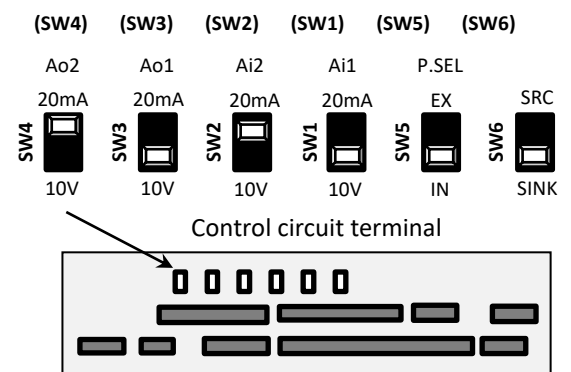 (SW4) (SW3) (SW2) (SW1) (SW5) (SW6)
Ao2 Ao1 Ai2 Ai1 P.SEL
20mA 20mA 20mA 20mA EX SRC
SW4 SW3 SW2 SW1 SW5 SW6
10V 10V 10V 10V IN SINK
Control circuit terminal